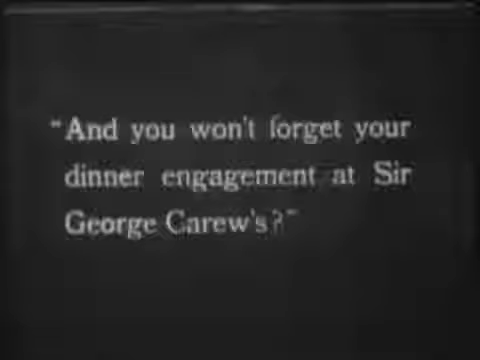 "And you won't forget your
dinner engagement at Sir
George Carew's?"